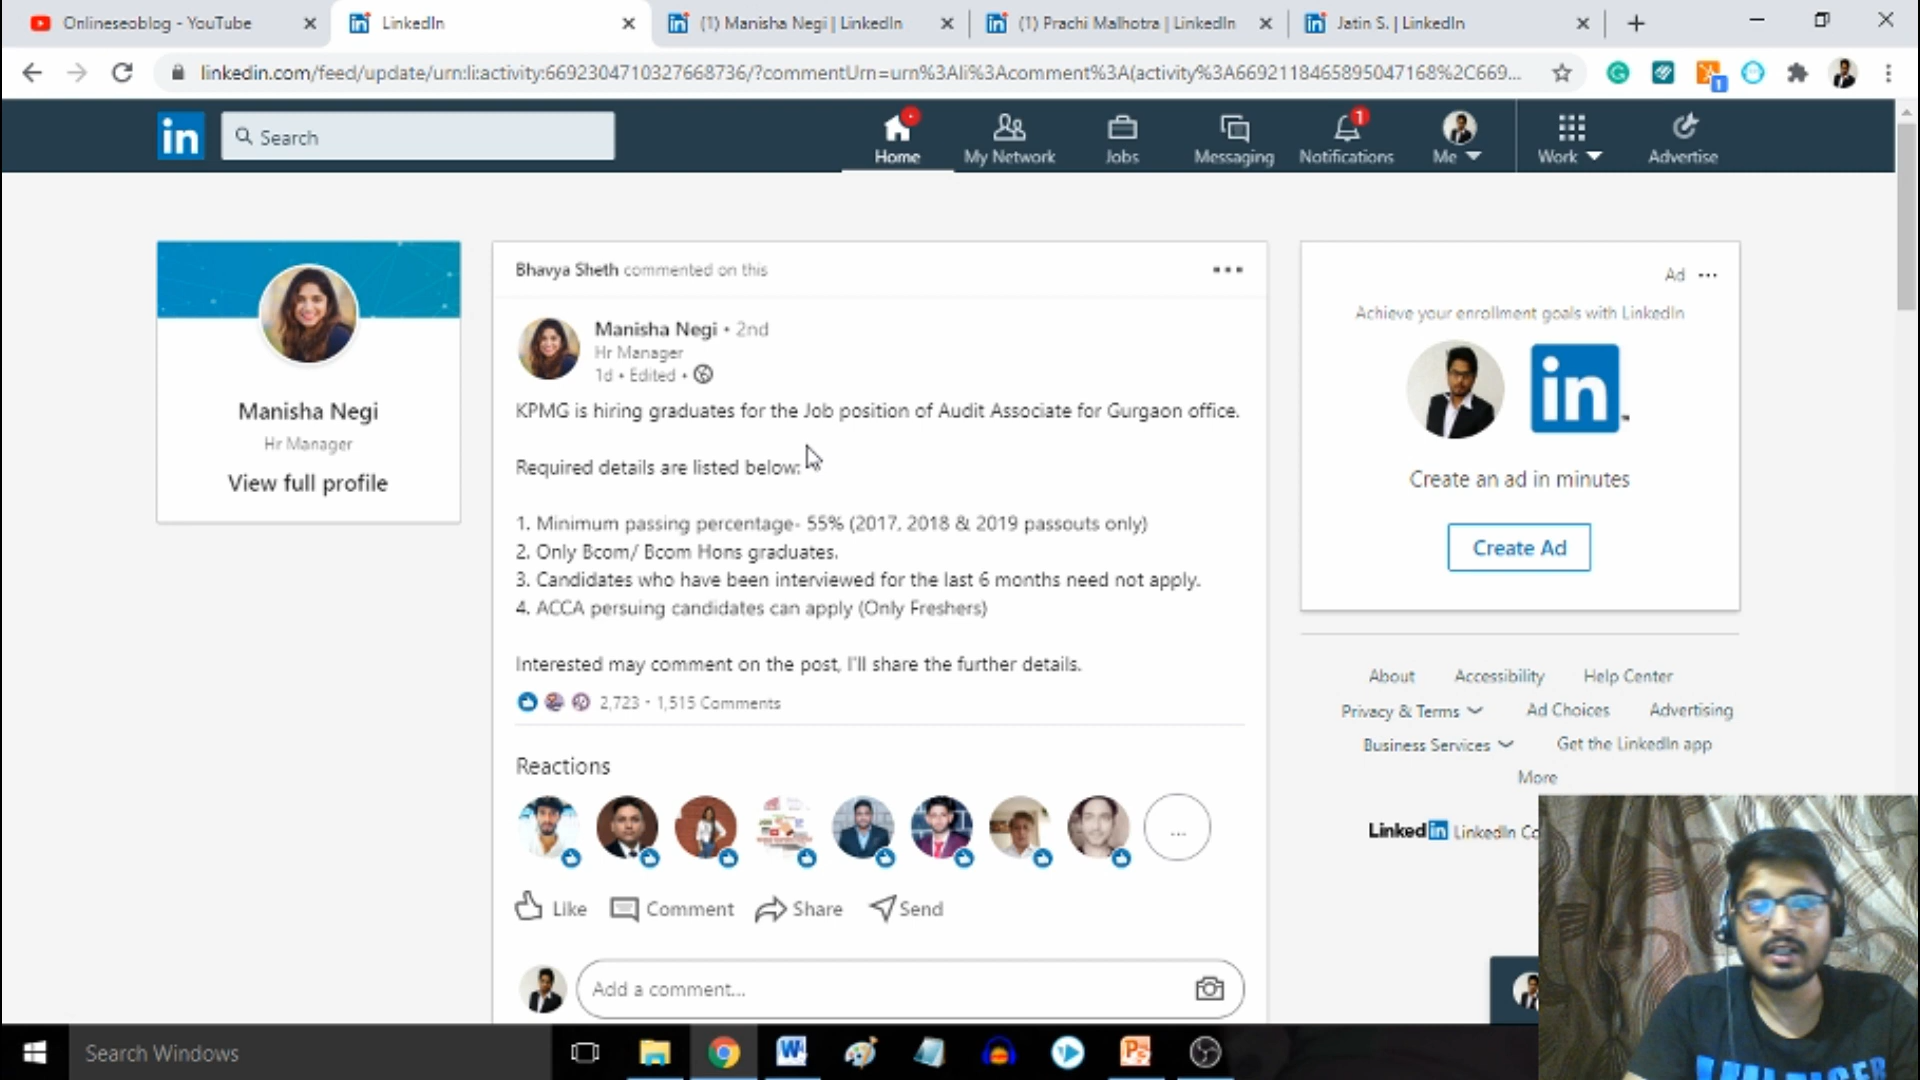 Onlineseoblog - YouTube
LinkedIn
(1) Manisha Negi | LinkedIn
(1) Prachi Malhotra | LinkedIn
Jatin S. | LinkedIn
linkedin.com/feed/update/urn:li:activity:6692304710327668736/?commentUrn=urn%3Ali%3Acomment%3A(activity%3A6692118465895047168%2C669...
1
in
Search
Home
My Network
Jobs
Messaging
1
Notifications
Me
Work
Advertise
Manisha Negi
Hr Manager
View full profile
Bhavya Sheth commented on this
Manisha Negi • 2nd
Hr Manager
1d • Edited •
KPMG is hiring graduates for the Job position of Audit Associate for Gurgaon office.
Required details are listed below:
1. Minimum passing percentage- 55% (2017, 2018 & 2019 passouts only)
2. Only Bcom/ Bcom Hons graduates.
3. Candidates who have been interviewed for the last 6 months need not apply.
4. ACCA persuing candidates can apply (Only Freshers)
Interested may comment on the post, I'll share the further details.
2,723 • 1,515 Comments
Reactions
...
Like
Comment
Share
Send
Add a comment...
Ad ...
Achieve your enrollment goals with LinkedIn
in
Create an ad in minutes
Create Ad
About Accessibility Help Center
Privacy & Terms Ad Choices Advertising
Business Services Get the LinkedIn app
More
LinkedIn LinkedIn Co
Search Windows